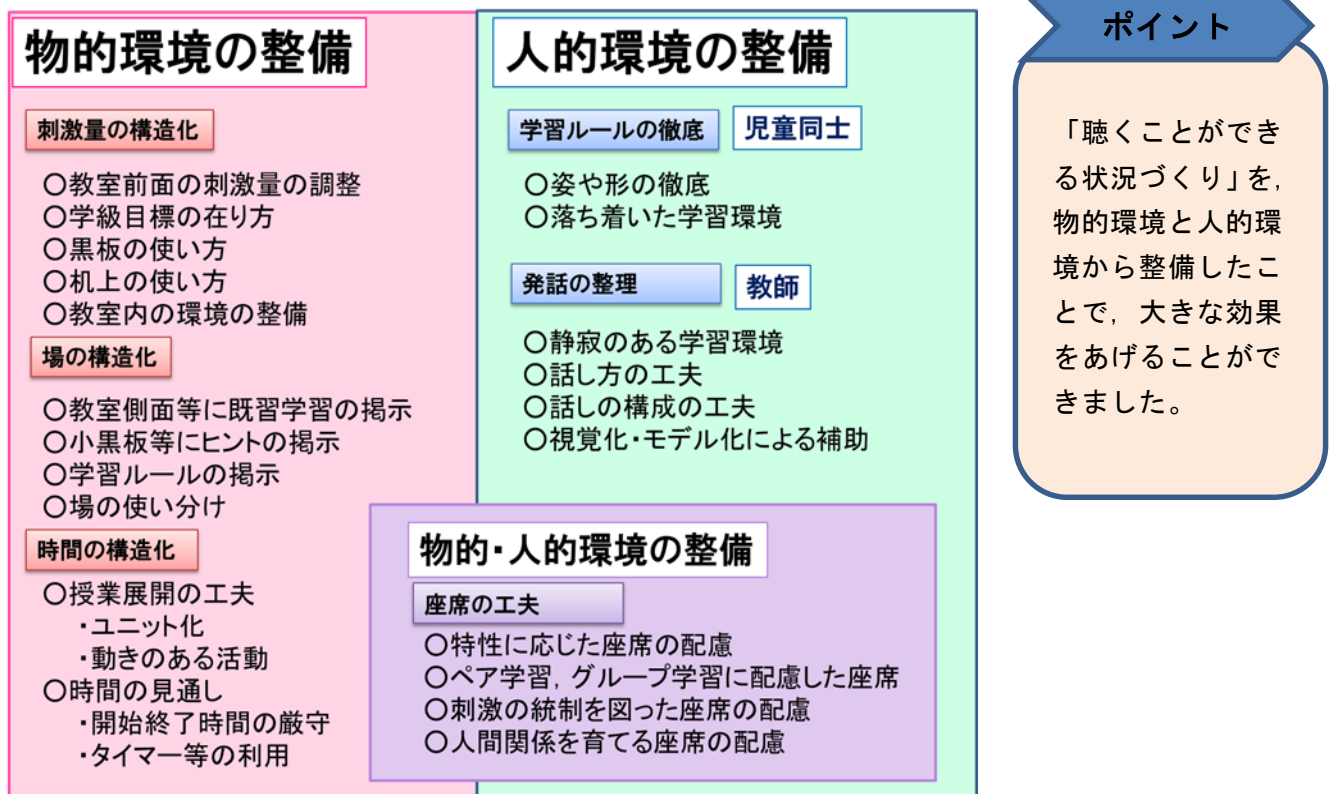 物的環境の整備
刺激量の構造化
○教室前面の刺激量の調整
○学級目標の在り方
○黒板の使い方
○机上の使い方
○教室内の環境の整備
場の構造化
○教室側面等に既習学習の掲示
○小黒板等にヒントの掲示
○学習ルールの掲示
○場の使い分け
時間の構造化
○授業展開の工夫
・ユニット化
・動きのある活動
○時間の見通し
・開始終了時間の厳守
・タイマー等の利用
人的環境の整備
学習ルールの徹底 児童同士
○姿や形の徹底
○落ち着いた学習環境
発話の整理 教師
○静寂のある学習環境
○話し方の工夫
○話しの構成の工夫
○視覚化・モデル化による補助
物的・人的環境の整備
座席の工夫
○特性に応じた座席の配慮
○ペア学習，グループ学習に配慮した座席
○刺激の統制を図った座席の配慮
○人間関係を育てる座席の配慮
ポイント
「聴くことができ
る状況づくり」を，
物的環境と人的環
境から整備したこ
とで，大きな効果
をあげることがで
きました。